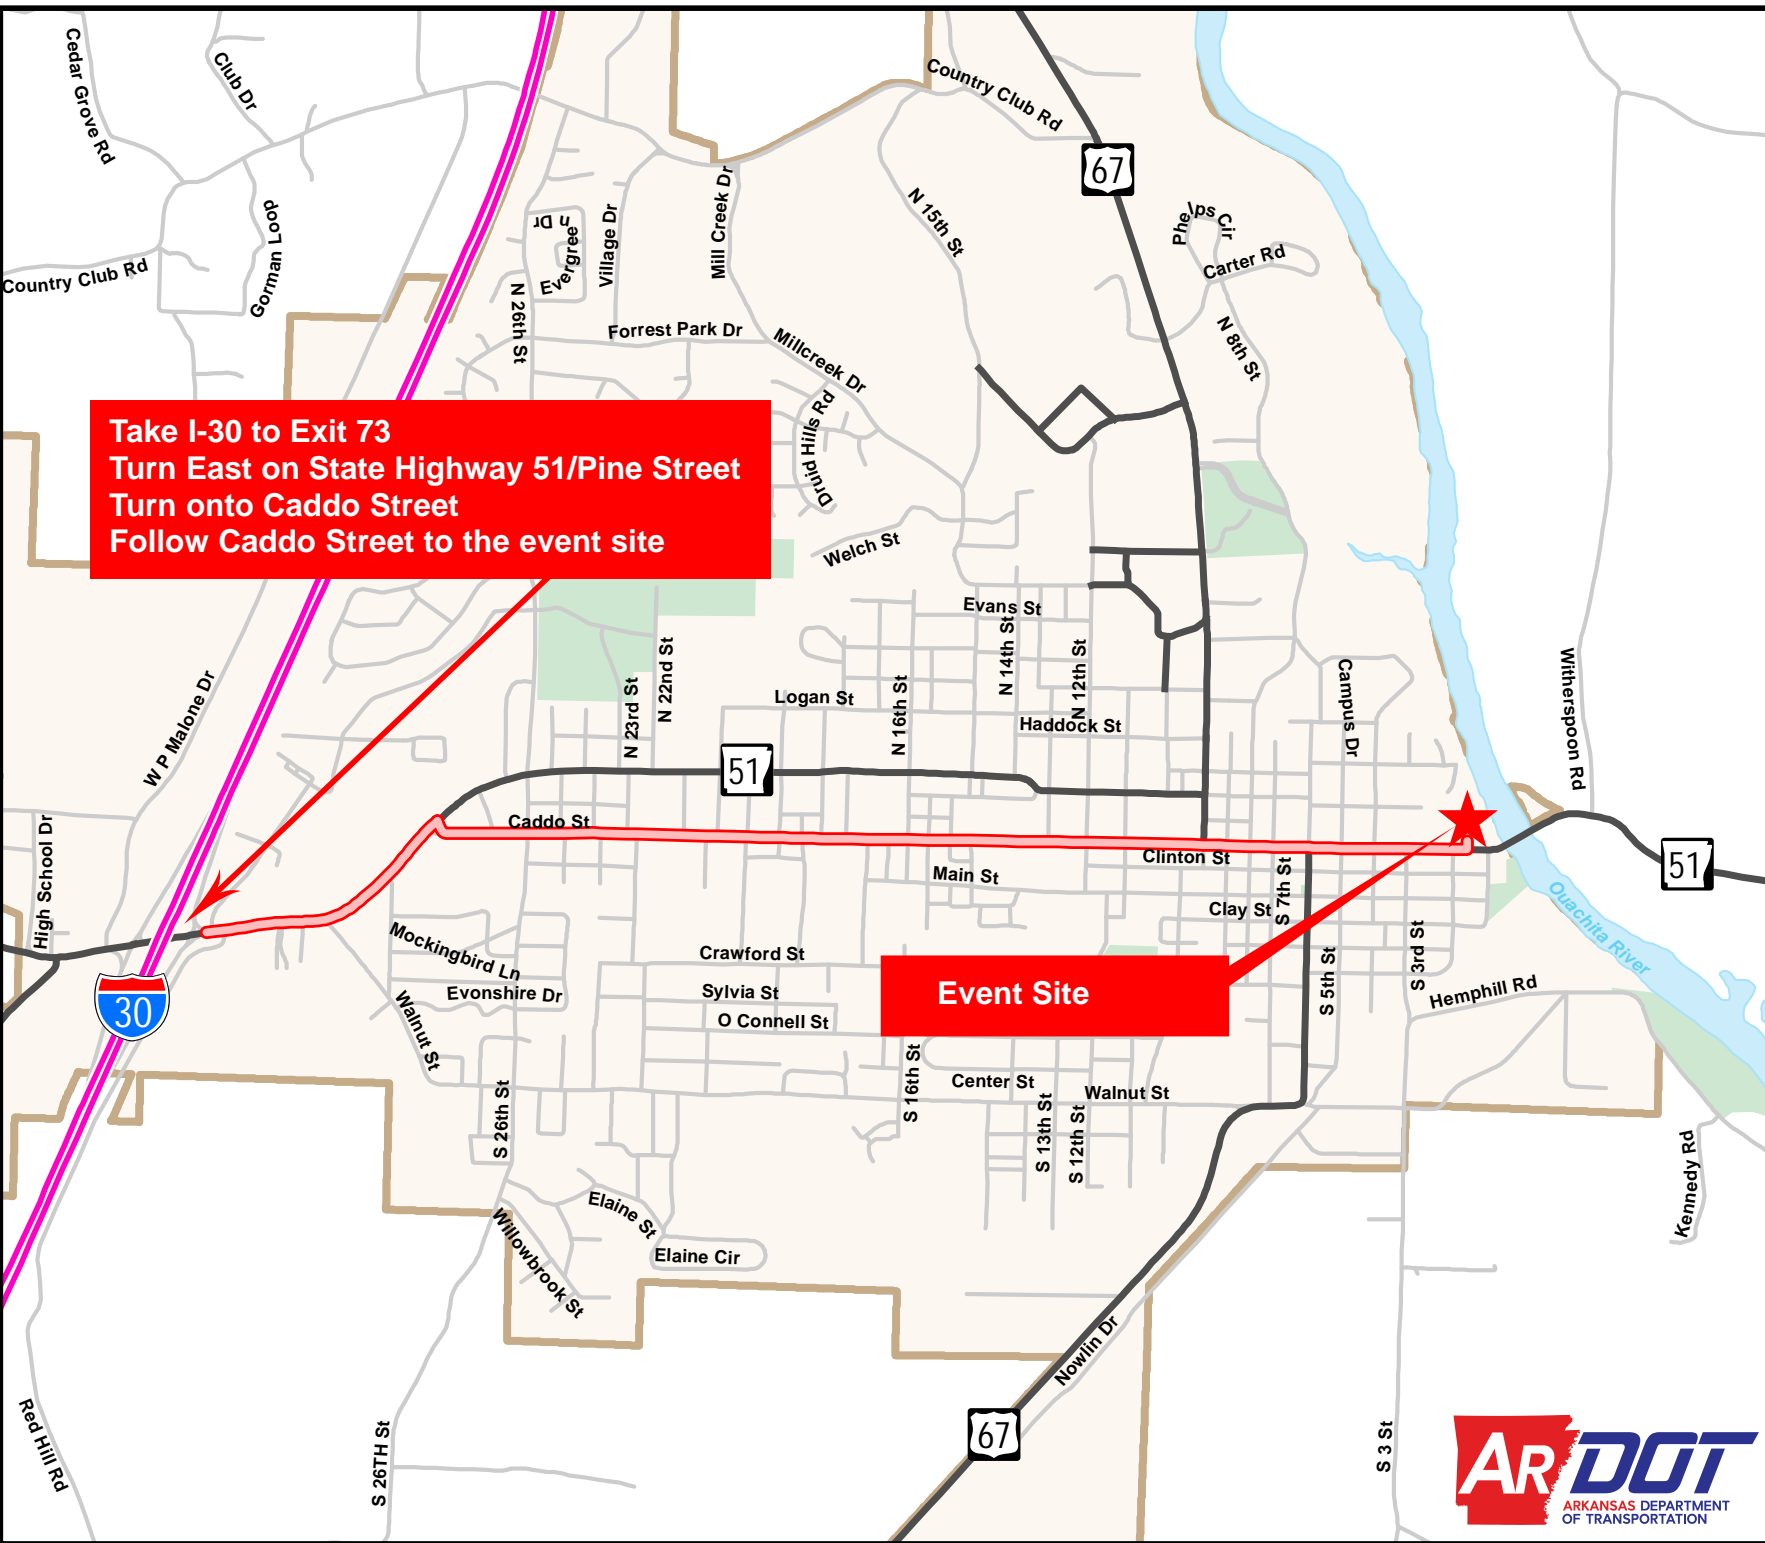 Cedar Grove Rd
Club Dr
Country Club Rd
67
N 15th St
Mill Creek Dr
Village Dr
Evergree
n Dr
Phelps Cir
Carter Rd
Gorman Loop
Country Club Rd
N 26th St
Forrest Park Dr
Millcreek Dr
N 8th St
Druid Hills Rd
Take I-30 to Exit 73
Turn East on State Highway 51/Pine Street
Turn onto Caddo Street
Follow Caddo Street to the event site
Welch St
Evans St
N 14th St
N 12th St
N 22nd St
N 23rd St
W P Malone Dr
Logan St
N 16th St
Haddock St
Campus Dr
Witherspoon Rd
51
Caddo St
High School Dr
Clinton St
Main St
S 7th St
51
Clay St
Ouachita River
Mockingbird Ln
Crawford St
S 3rd St
S 5th St
Event Site
Hemphill Rd
Evonshire Dr
Sylvia St
O Connell St
30
Walnut St
S 16th St
Center St
Walnut St
S 26th St
S 13th St
S 12th St
Kennedy Rd
Elaine St
Elaine Cir
Willowbrook St
Nowlin Dr
67
Red Hill Rd
S 26TH St
S 3 St
ARDOT
ARKANSAS DEPARTMENT
OF TRANSPORTATION